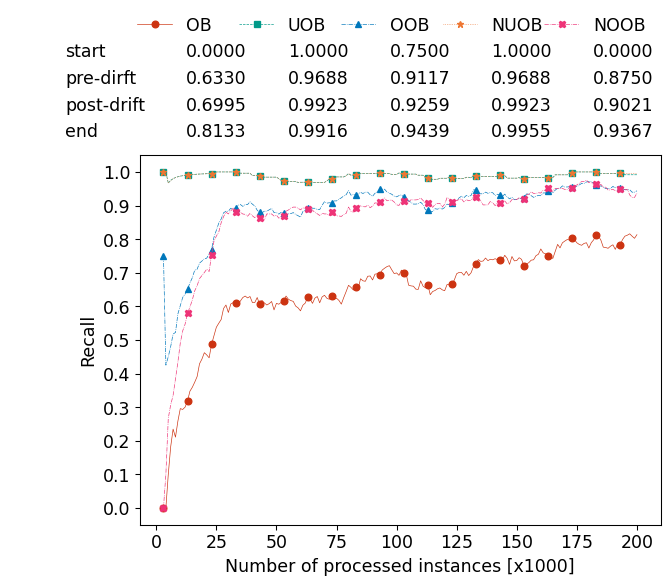 OB UOB OOB NUOB NOOB
start 0.0000 1.0000 0.7500 1.0000 0.0000
pre-dirft 0.6330 0.9688 0.9117 0.9688 0.8750
post-drift 0.6995 0.9923 0.9259 0.9923 0.9021
end 0.8133 0.9916 0.9439 0.9955 0.9367
1.0
0.9
0.8
0.7
0.6
0.5
0.4
0.3
0.2
0.1
0.0
Recall
0 25 50 75 100 125 150 175 200
Number of processed instances [x1000]